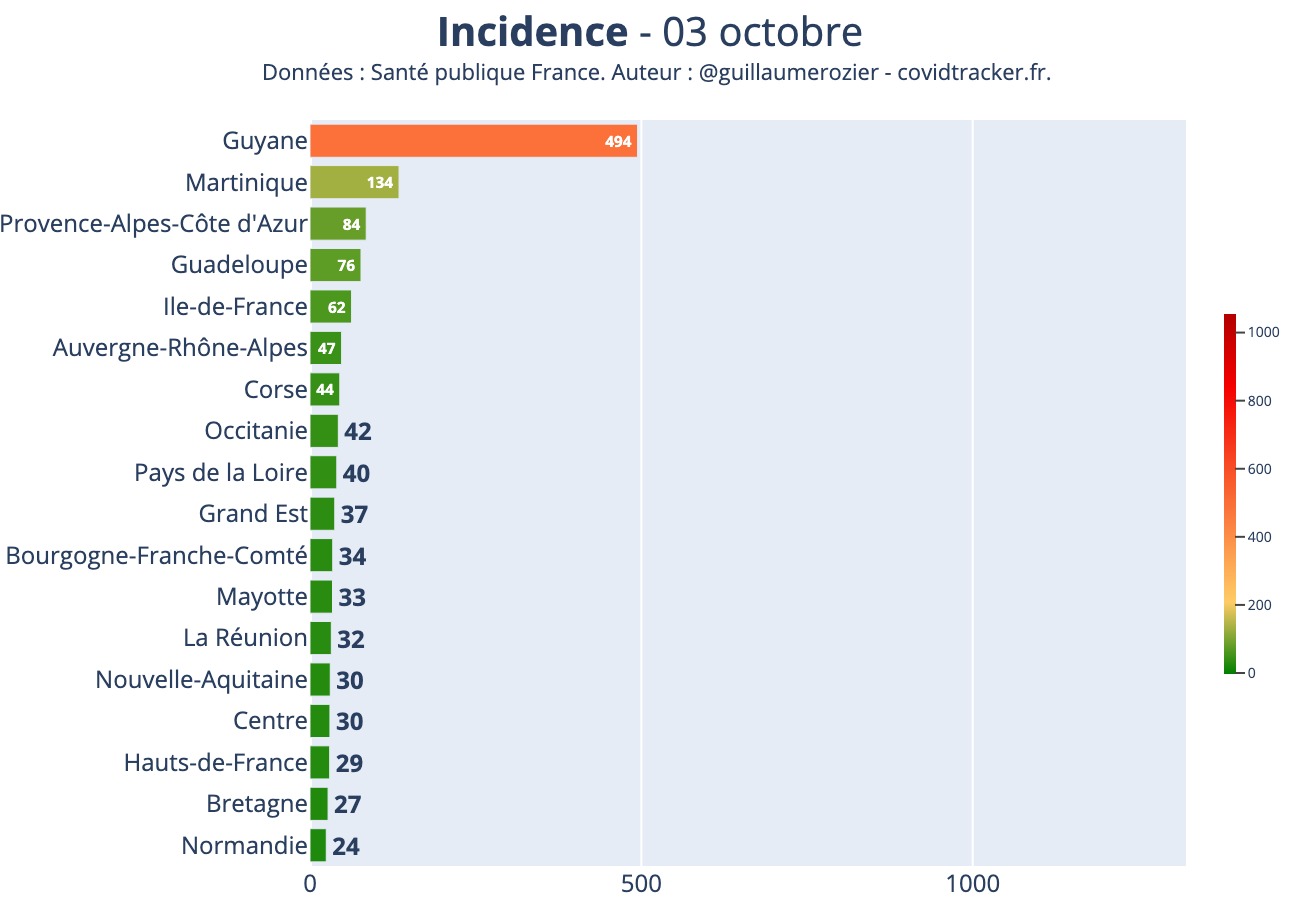 Incidence - 03 octobre
Données : Santé publique France. Auteur : @guillaumerozier - covidtracker.fr.
Guyane 494
Martinique 134
Provence-Alpes-Côte d'Azur 84
Guadeloupe 76
Ile-de-France 62
Auvergne-Rhône-Alpes 47
Corse 44
Occitanie 42
Pays de la Loire 40
Grand Est 37
Bourgogne-Franche-Comté 34
Mayotte 33
La Réunion 32
Nouvelle-Aquitaine 30
Centre 30
Hauts-de-France 29
Bretagne 27
Normandie 24
0 500 1000
1000
800
600
400
200
0